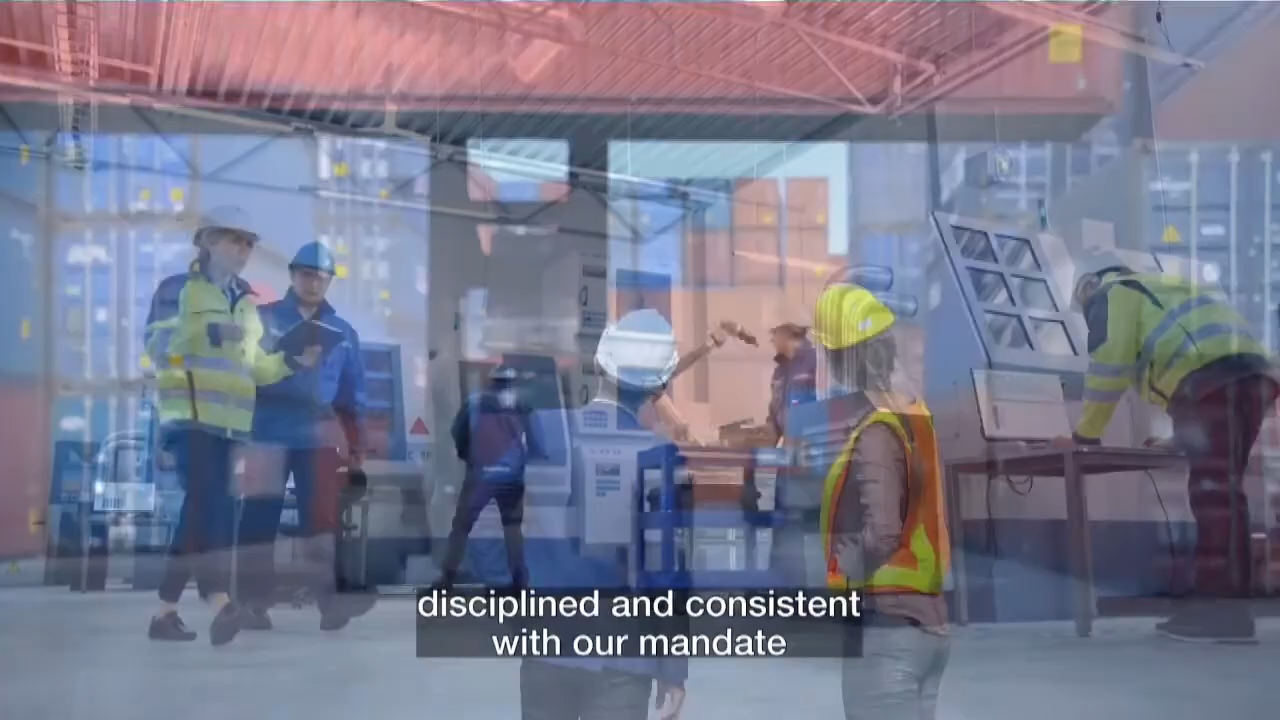 disciplined and consistent
with our mandate